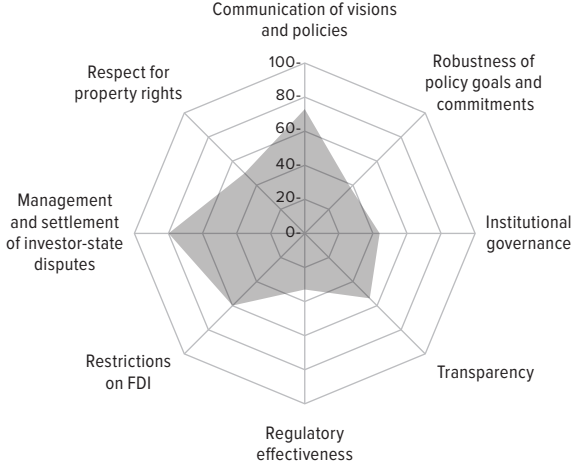 Communication of visions
and policies
Robustness of
policy goals and
commitments
Respect for
property rights
100-
80-
60-
40-
20-
0-
Management
and settlement
of investor-state
disputes
Institutional
governance
Restrictions
on FDI
Transparency
Regulatory
effectiveness